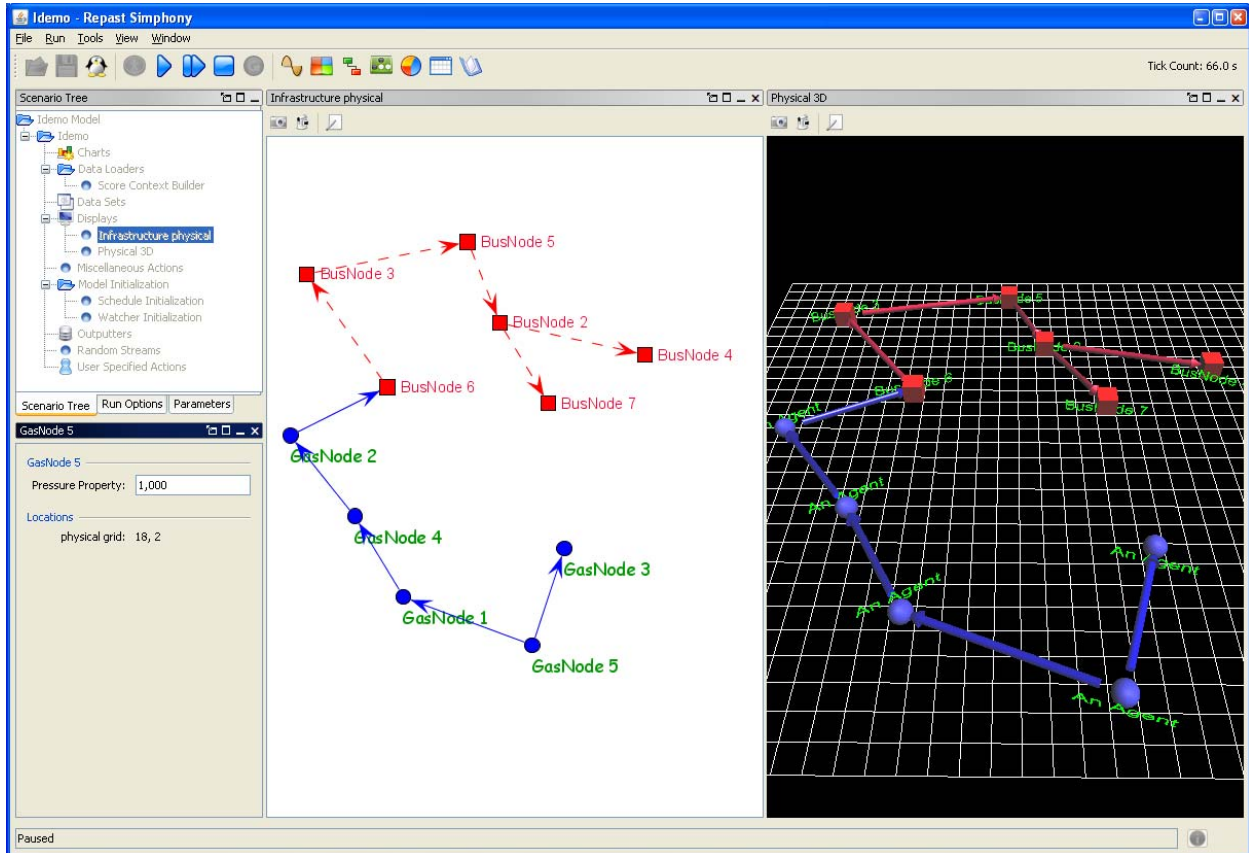 Idemo - Repast Simphony
File Run Tools View Window
Tick Count: 66.0 s
Scenario Tree
Idemo Model
Idemo
Charts
Data Loaders
Score Context Builder
Data Sets
Displays
Infrastructure physical
Physical 3D
Miscellaneous Actions
Model Initialization
Schedule Initialization
Watcher Initialization
Outputters
Random Streams
User Specified Actions
Scenario Tree Run Options Parameters
GasNode 5
GasNode 5
Pressure Property: 1,000
Locations
physical grid: 18, 2
Infrastructure physical
BusNode 5
BusNode 3
BusNode 2
BusNode 4
BusNode 6
BusNode 7
GasNode 2
GasNode 4
GasNode 3
GasNode 1
GasNode 5
Physical 3D
BusNode
BusNode 7
An Agent
An Agent
An Agent
An Agent
Paused